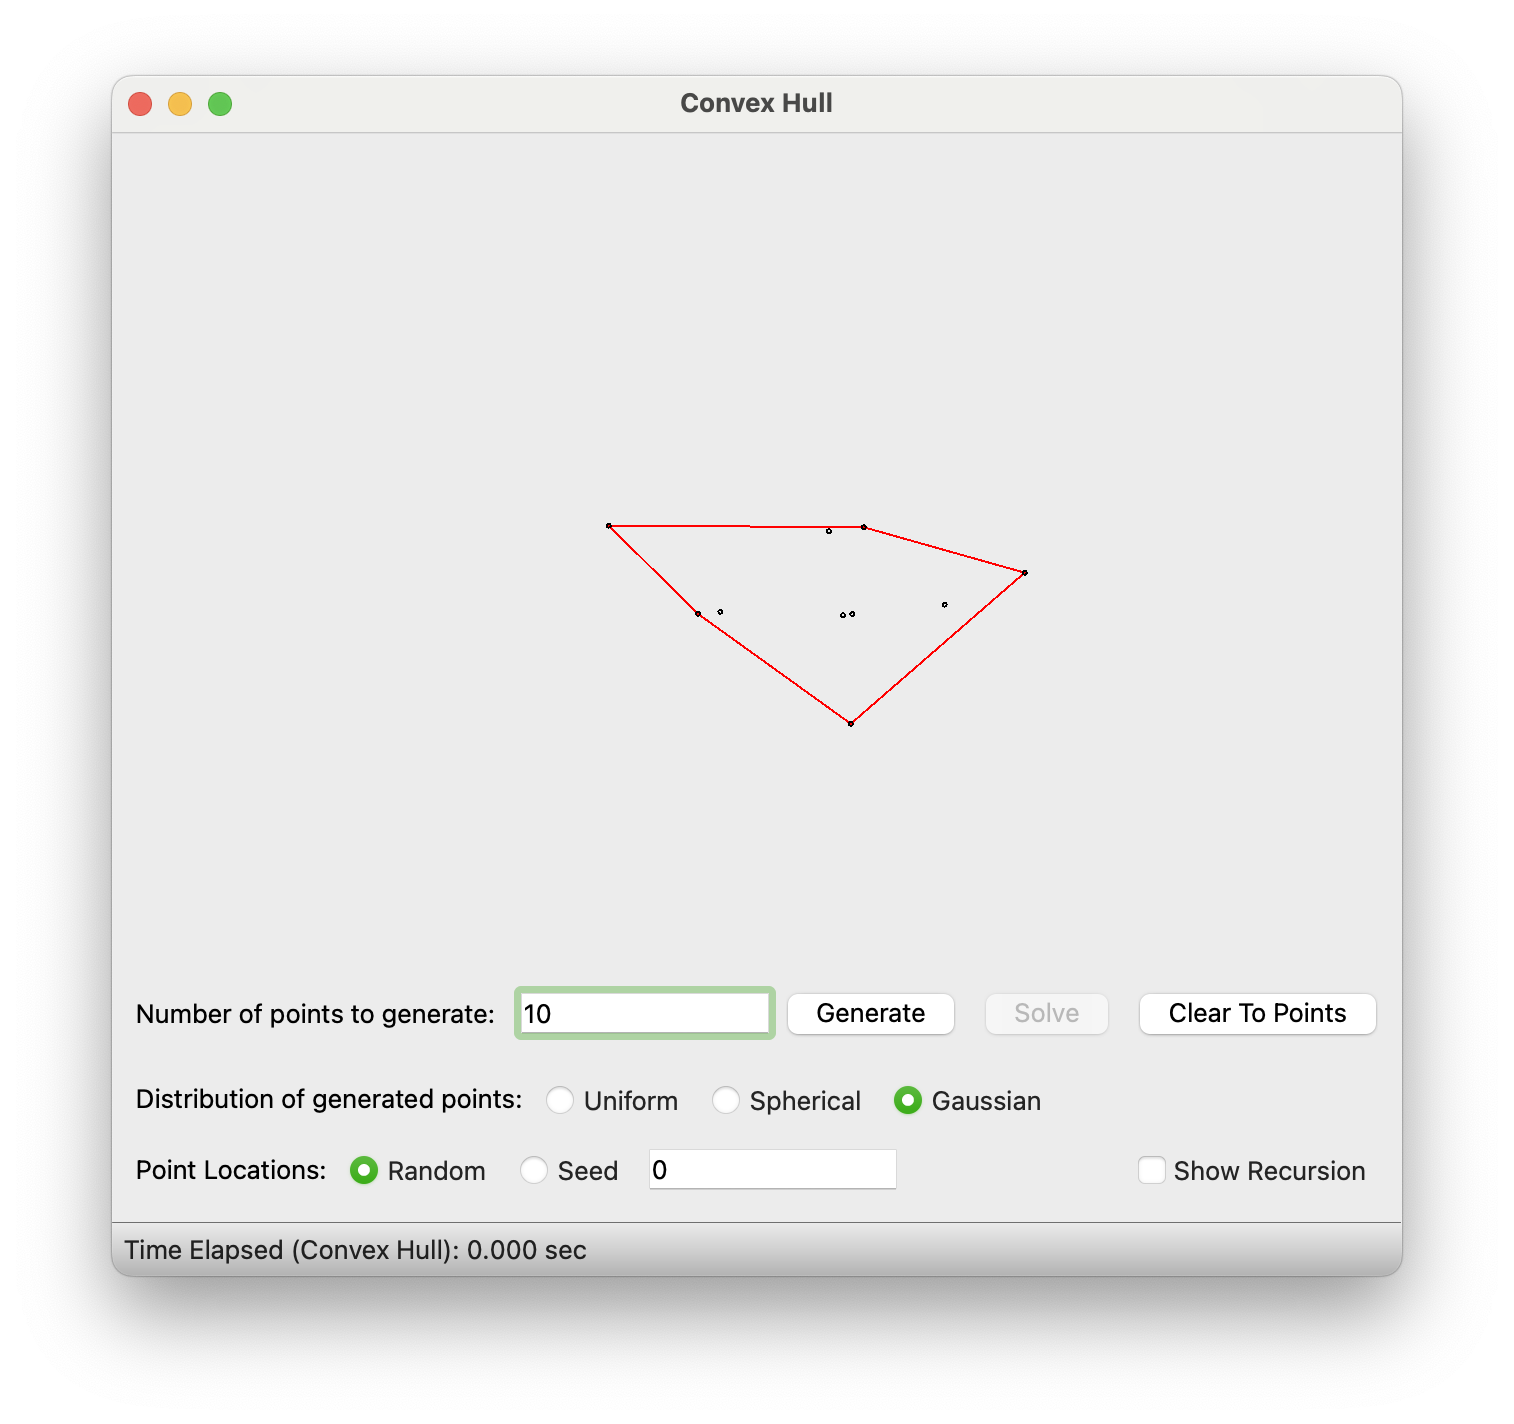 Convex Hull
Number of points to generate: 10 Generate Solve Clear To Points
Distribution of generated points: Uniform Spherical Gaussian
Point Locations: Random Seed 0 Show Recursion
Time Elapsed (Convex Hull): 0.000 sec